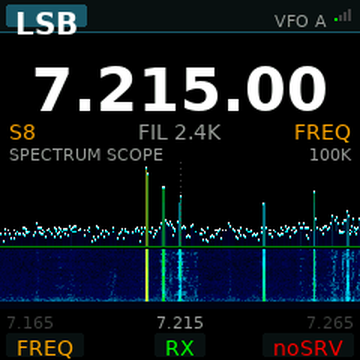 LSB VFO A
7.215.00
S8 FIL 2.4K FREQ
SPECTRUM SCOPE 100K
7.165 7.215 7.265
FREQ RX noSRV